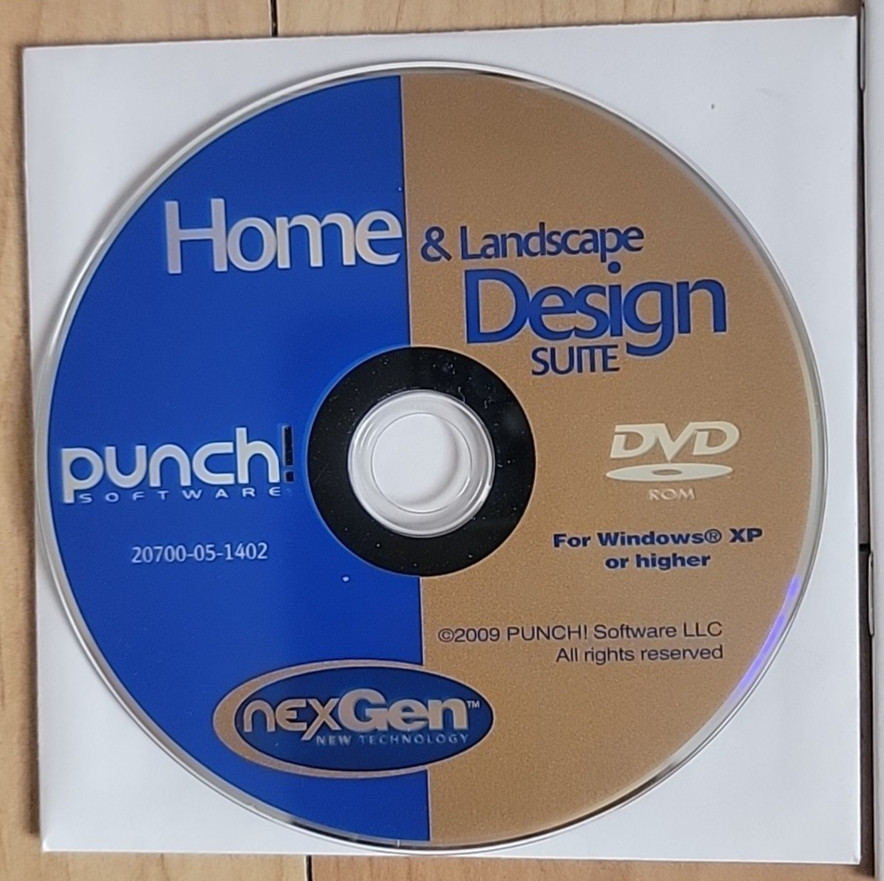 Home & Landscape
Design
SUITE
punch!
SOFTWARE
20700-05-1402
DVD
ROM
For Windows® XP
or higher
©2009 PUNCH! Software LLC
All rights reserved
nexGen™
NEW TECHNOLOGY